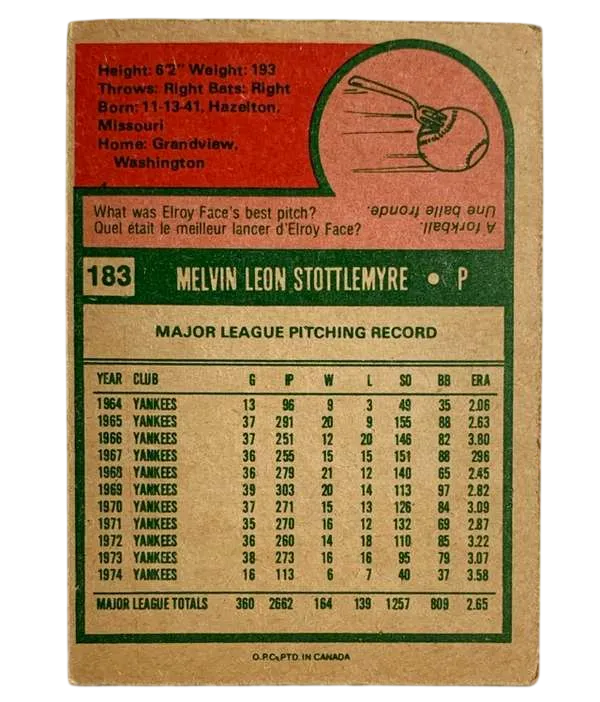 Height: 6'2" Weight: 193
Throws: Right Bats: Right
Born: 11-13-41, Hazelton,
Missouri
Home: Grandview,
Washington
What was Elroy Face's best pitch?
Quel était le meilleur lancer d'Elroy Face?
A forkball.
Une balle fronde.
183 MELVIN LEON STOTTLEMYRE • P
MAJOR LEAGUE PITCHING RECORD
YEAR CLUB G IP W L SO BB ERA
1964 YANKEES 13 96 9 3 49 35 2.06
1965 YANKEES 37 291 20 9 155 88 2.63
1966 YANKEES 37 251 12 20 146 82 3.80
1967 YANKEES 36 255 15 15 151 88 296
1968 YANKEES 36 279 21 12 140 65 2.45
1969 YANKEES 39 303 20 14 113 97 2.82
1970 YANKEES 37 271 15 13 126 84 3.09
1971 YANKEES 35 270 16 12 132 69 2.87
1972 YANKEES 36 260 14 18 110 85 3.22
1973 YANKEES 38 273 16 16 95 79 3.07
1974 YANKEES 16 113 6 7 40 37 3.58
MAJOR LEAGUE TOTALS 360 2662 164 139 1257 809 2.65
O.P.C. PTD. IN CANADA